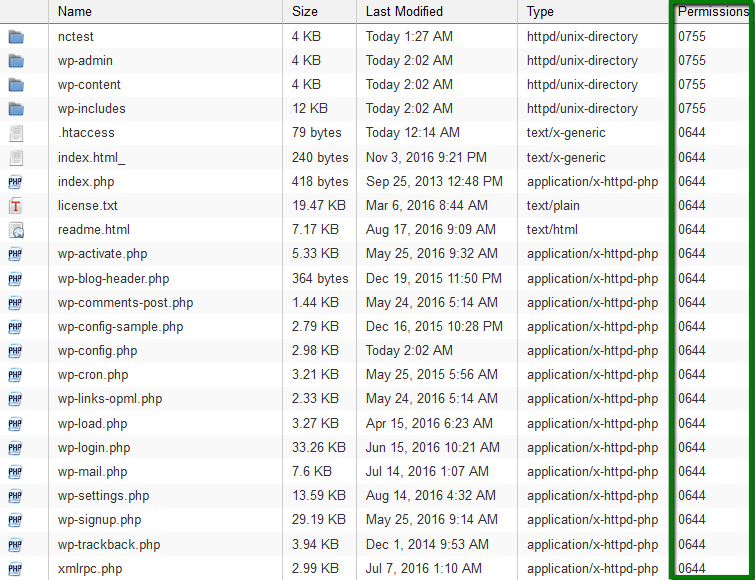 Name Size Last Modified Type Permissions
nctest 4 KB Today 1:27 AM httpd/unix-directory 0755
wp-admin 4 KB Today 2:02 AM httpd/unix-directory 0755
wp-content 4 KB Today 2:02 AM httpd/unix-directory 0755
wp-includes 12 KB Today 2:02 AM httpd/unix-directory 0755
.htaccess 79 bytes Today 12:14 AM text/x-generic 0644
index.html_ 240 bytes Nov 3, 2016 9:21 PM text/x-generic 0644
PHP index.php 418 bytes Sep 25, 2013 12:48 PM application/x-httpd-php 0644
T license.txt 19.47 KB Mar 6, 2016 8:44 AM text/plain 0644
readme.html 7.17 KB Aug 17, 2016 9:09 AM text/html 0644
PHP wp-activate.php 5.33 KB May 25, 2016 9:32 AM application/x-httpd-php 0644
PHP wp-blog-header.php 364 bytes Dec 19, 2015 11:50 PM application/x-httpd-php 0644
PHP wp-comments-post.php 1.44 KB May 24, 2016 5:14 AM application/x-httpd-php 0644
PHP wp-config-sample.php 2.79 KB Dec 16, 2015 10:28 PM application/x-httpd-php 0644
PHP wp-config.php 2.98 KB Today 2:02 AM application/x-httpd-php 0644
PHP wp-cron.php 3.21 KB May 25, 2015 5:56 AM application/x-httpd-php 0644
PHP wp-links-opml.php 2.33 KB May 24, 2016 5:14 AM application/x-httpd-php 0644
PHP wp-load.php 3.27 KB Apr 15, 2016 6:23 AM application/x-httpd-php 0644
PHP wp-login.php 33.26 KB Jun 15, 2016 10:21 AM application/x-httpd-php 0644
PHP wp-mail.php 7.6 KB Jul 14, 2016 1:07 AM application/x-httpd-php 0644
PHP wp-settings.php 13.59 KB Aug 14, 2016 4:32 AM application/x-httpd-php 0644
PHP wp-signup.php 29.19 KB May 25, 2016 9:14 AM application/x-httpd-php 0644
PHP wp-trackback.php 3.94 KB Dec 1, 2014 9:53 AM application/x-httpd-php 0644
PHP xmlrpc.php 2.99 KB Jul 7, 2016 1:10 AM application/x-httpd-php 0644